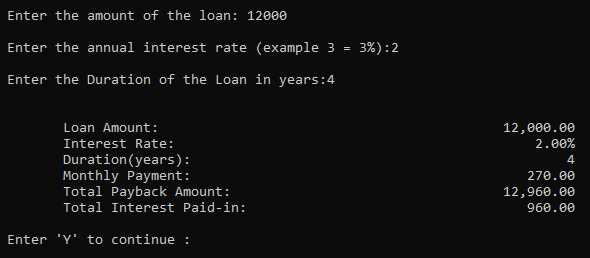 Enter the amount of the loan: 12000
Enter the annual interest rate (example 3 = 3%):2
Enter the Duration of the Loan in years:4
Loan Amount: 12,000.00
Interest Rate: 2.00%
Duration(years): 4
Monthly Payment: 270.00
Total Payback Amount: 12,960.00
Total Interest Paid-in: 960.00
Enter 'Y' to continue :